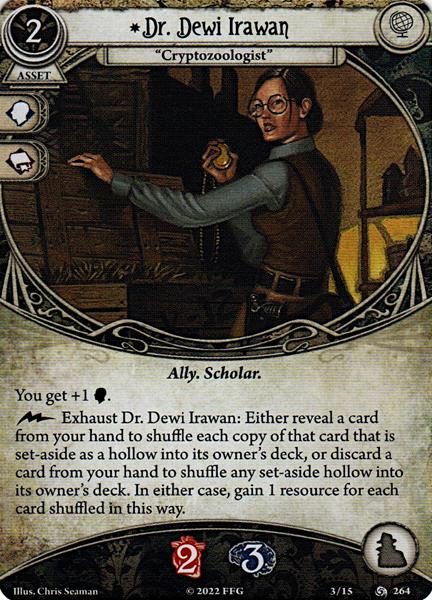 2
*Dr. Dewi Irawan
"Cryptozoologist"
ASSET
Ally. Scholar.
You get +1 .
Exhaust Dr. Dewi Irawan: Either reveal a card
from your hand to shuffle each copy of that card that is
set-aside as a hollow into its owner's deck, or discard a
card from your hand to shuffle any set-aside hollow into
its owner's deck. In either case, gain 1 resource for each
card shuffled in this way.
2 3
Illus. Chris Seaman © 2022 FFG 3/15 264